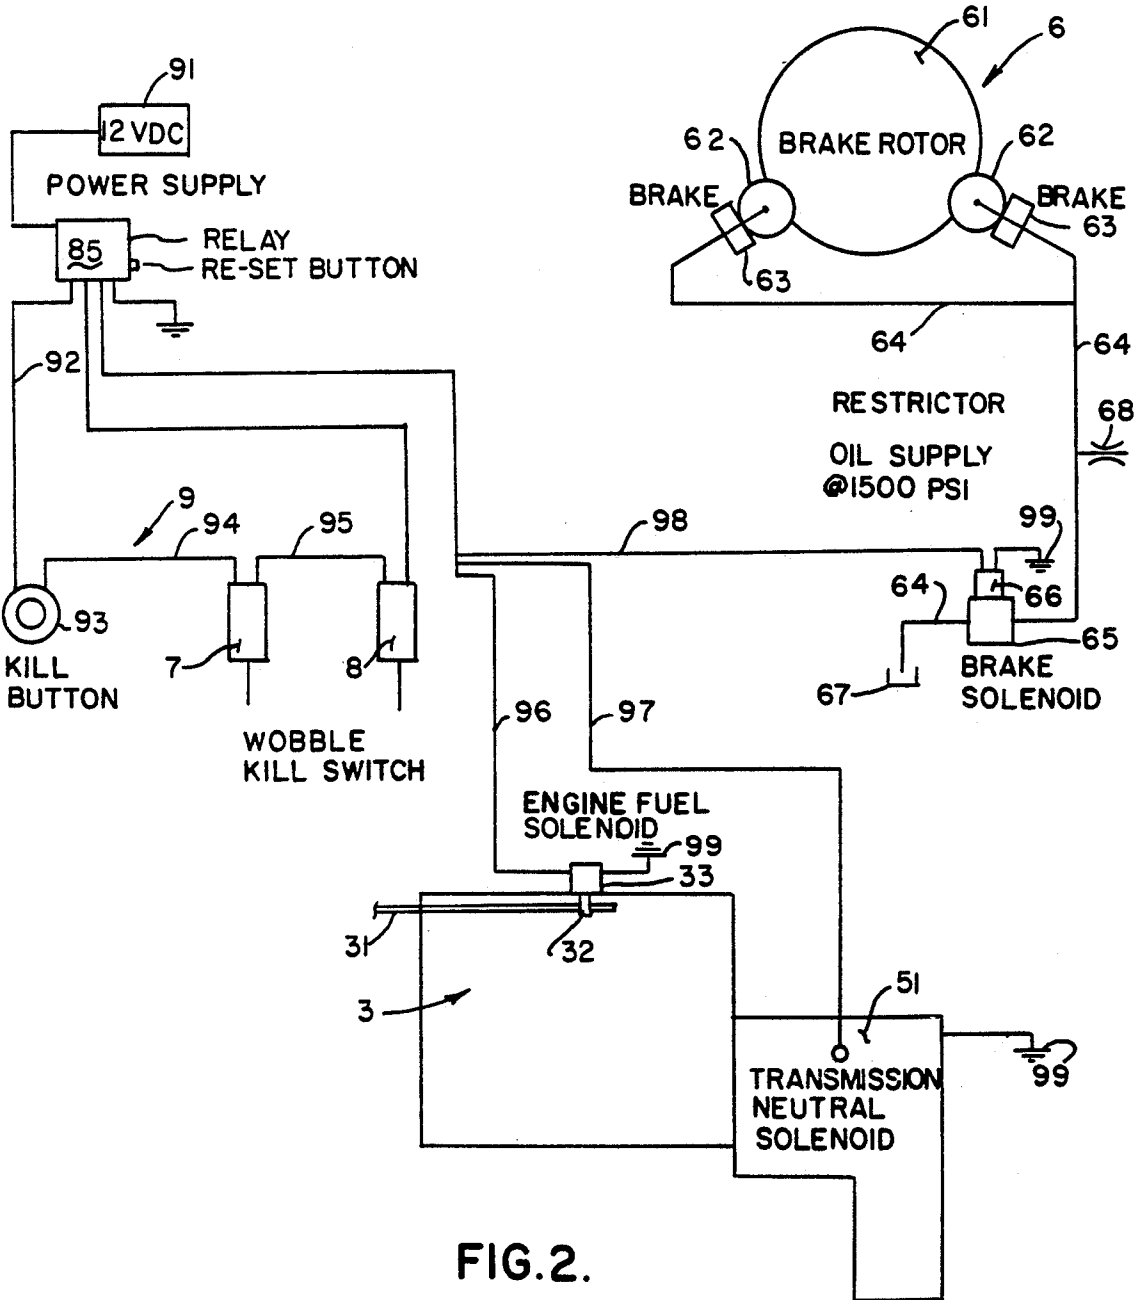 61
6
91
12 VDC
62
BRAKE ROTOR
62
POWER SUPPLY
BRAKE
BRAKE
63
85
RELAY
RE-SET BUTTON
63
64
64
92
RESTRICTOR
68
OIL SUPPLY
@1500 PSI
9
94
95
98
99
64
66
93
7
8
65
KILL
BUTTON
BRAKE
SOLENOID
67
96
97
WOBBLE
KILL SWITCH
ENGINE FUEL
SOLENOID
99
33
31
32
3
51
TRANSMISSION
NEUTRAL
SOLENOID
99
FIG.2.